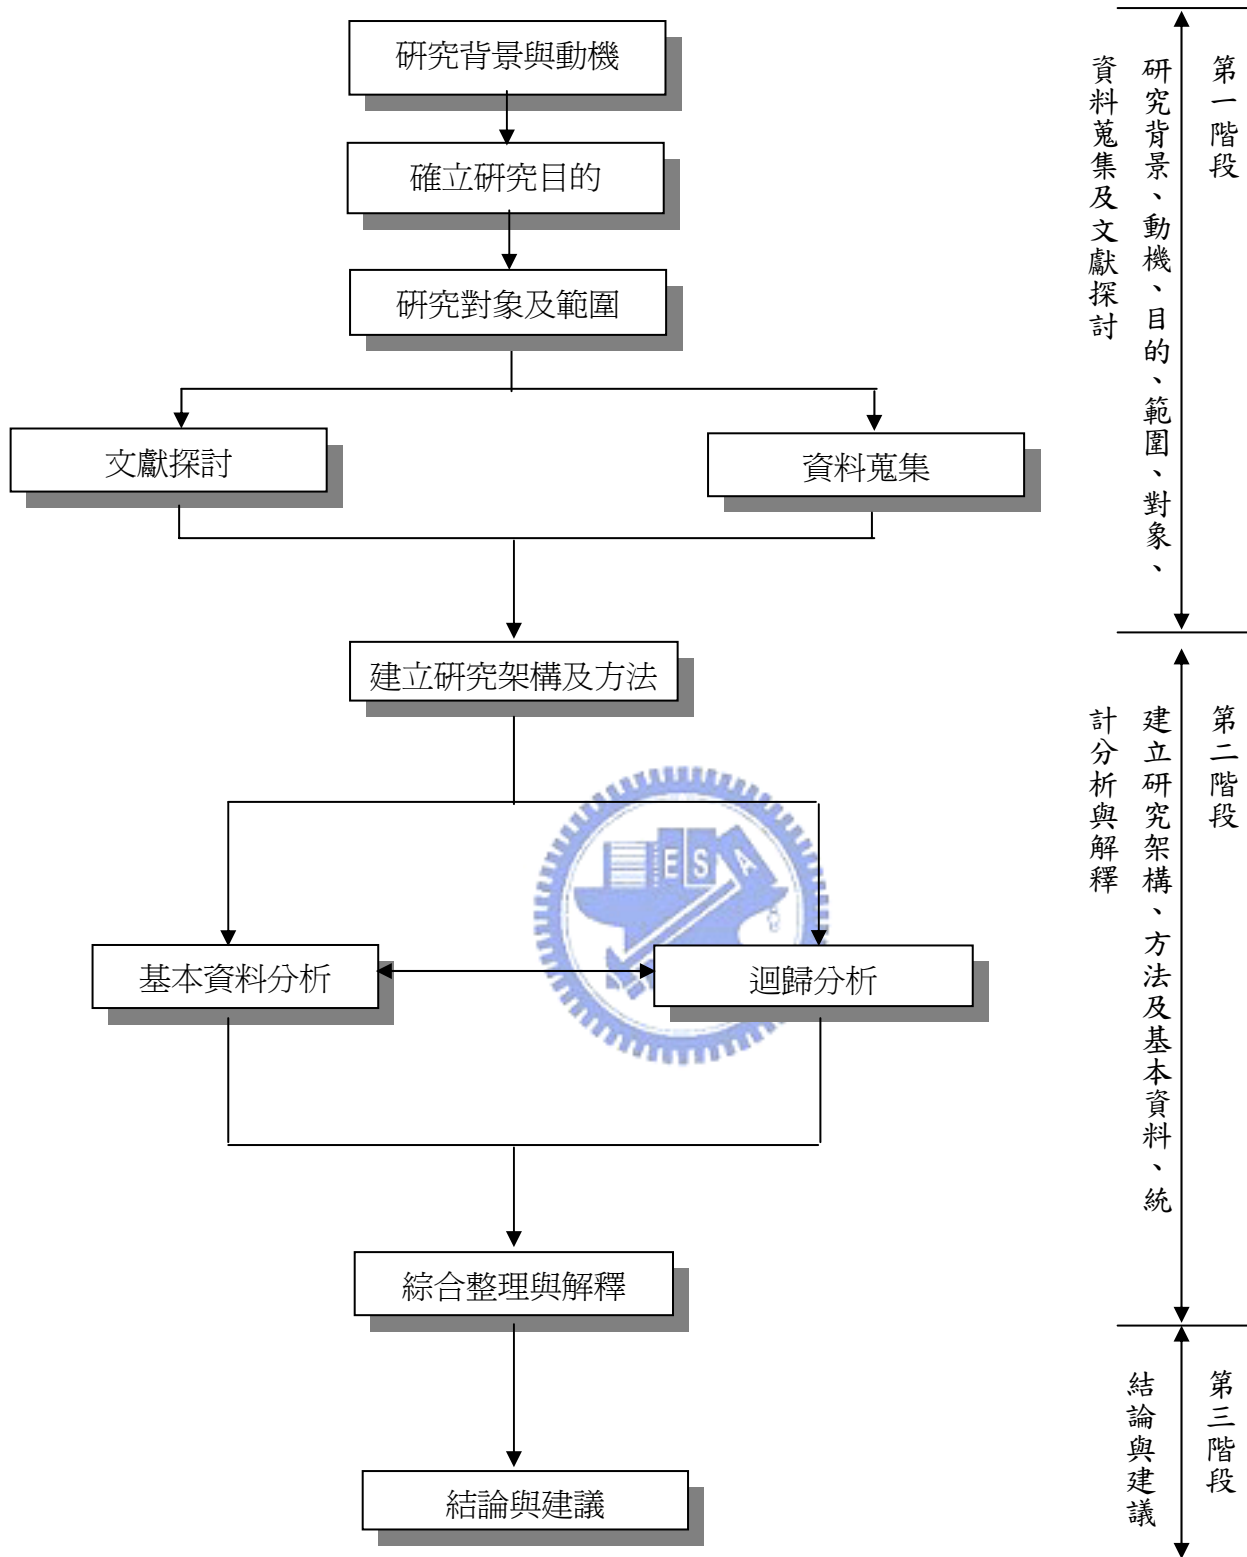 研究背景與動機
確立研究目的
研究對象及範圍
文獻探討
資料蒐集
建立研究架構及方法
ESA
基本資料分析
迴歸分析
綜合整理與解釋
結論與建議
第一階段
研究背景、動機、目的、範圍、對象、
資料蒐集及文獻探討
第二階段
建立研究架構、方法及基本資料、統
計分析與解釋
第三階段
結論與建議